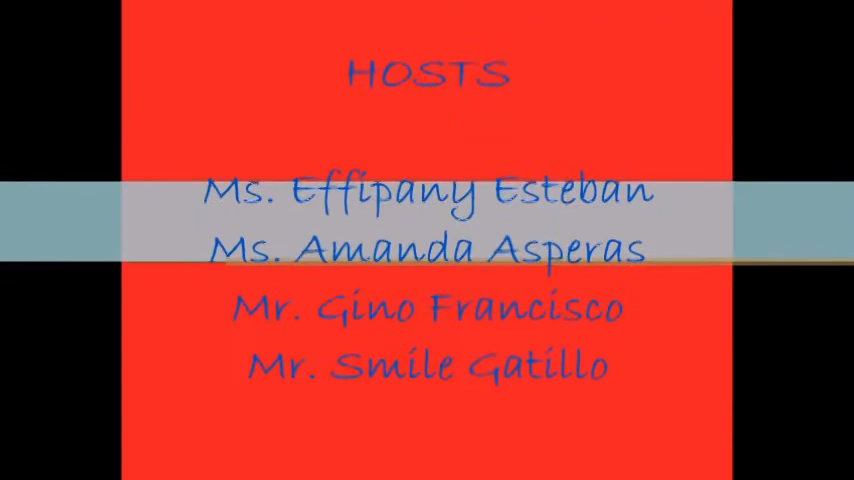 HOSTS
Ms. Effipany Esteban
Ms. Amanda Asperas
Mr. Gino Francisco
Mr. Smile Gatillo